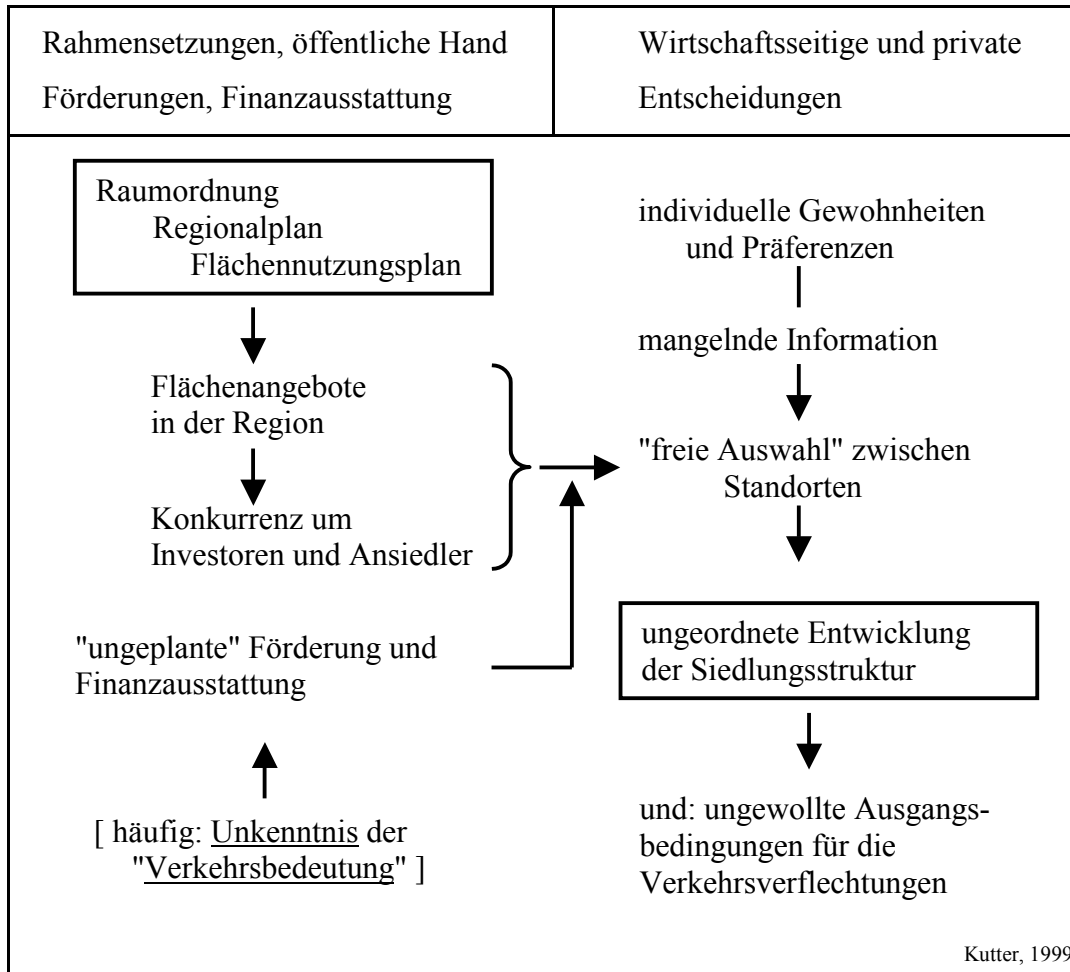 Rahmensetzungen, öffentliche Hand
Förderungen, Finanzausstattung
Wirtschaftsseitige und private
Entscheidungen
Raumordnung
Regionalplan
Flächennutzungsplan
Flächenangebote
in der Region
Konkurrenz um
Investoren und Ansiedler
"ungeplante" Förderung und
Finanzausstattung
[ häufig: Unkenntnis der
"Verkehrsbedeutung" ]
individuelle Gewohnheiten
und Präferenzen
mangelnde Information
"freie Auswahl" zwischen
Standorten
ungeordnete Entwicklung
der Siedlungsstruktur
und: ungewollte Ausgangs-
bedingungen für die
Verkehrsverflechtungen
Kutter, 1999